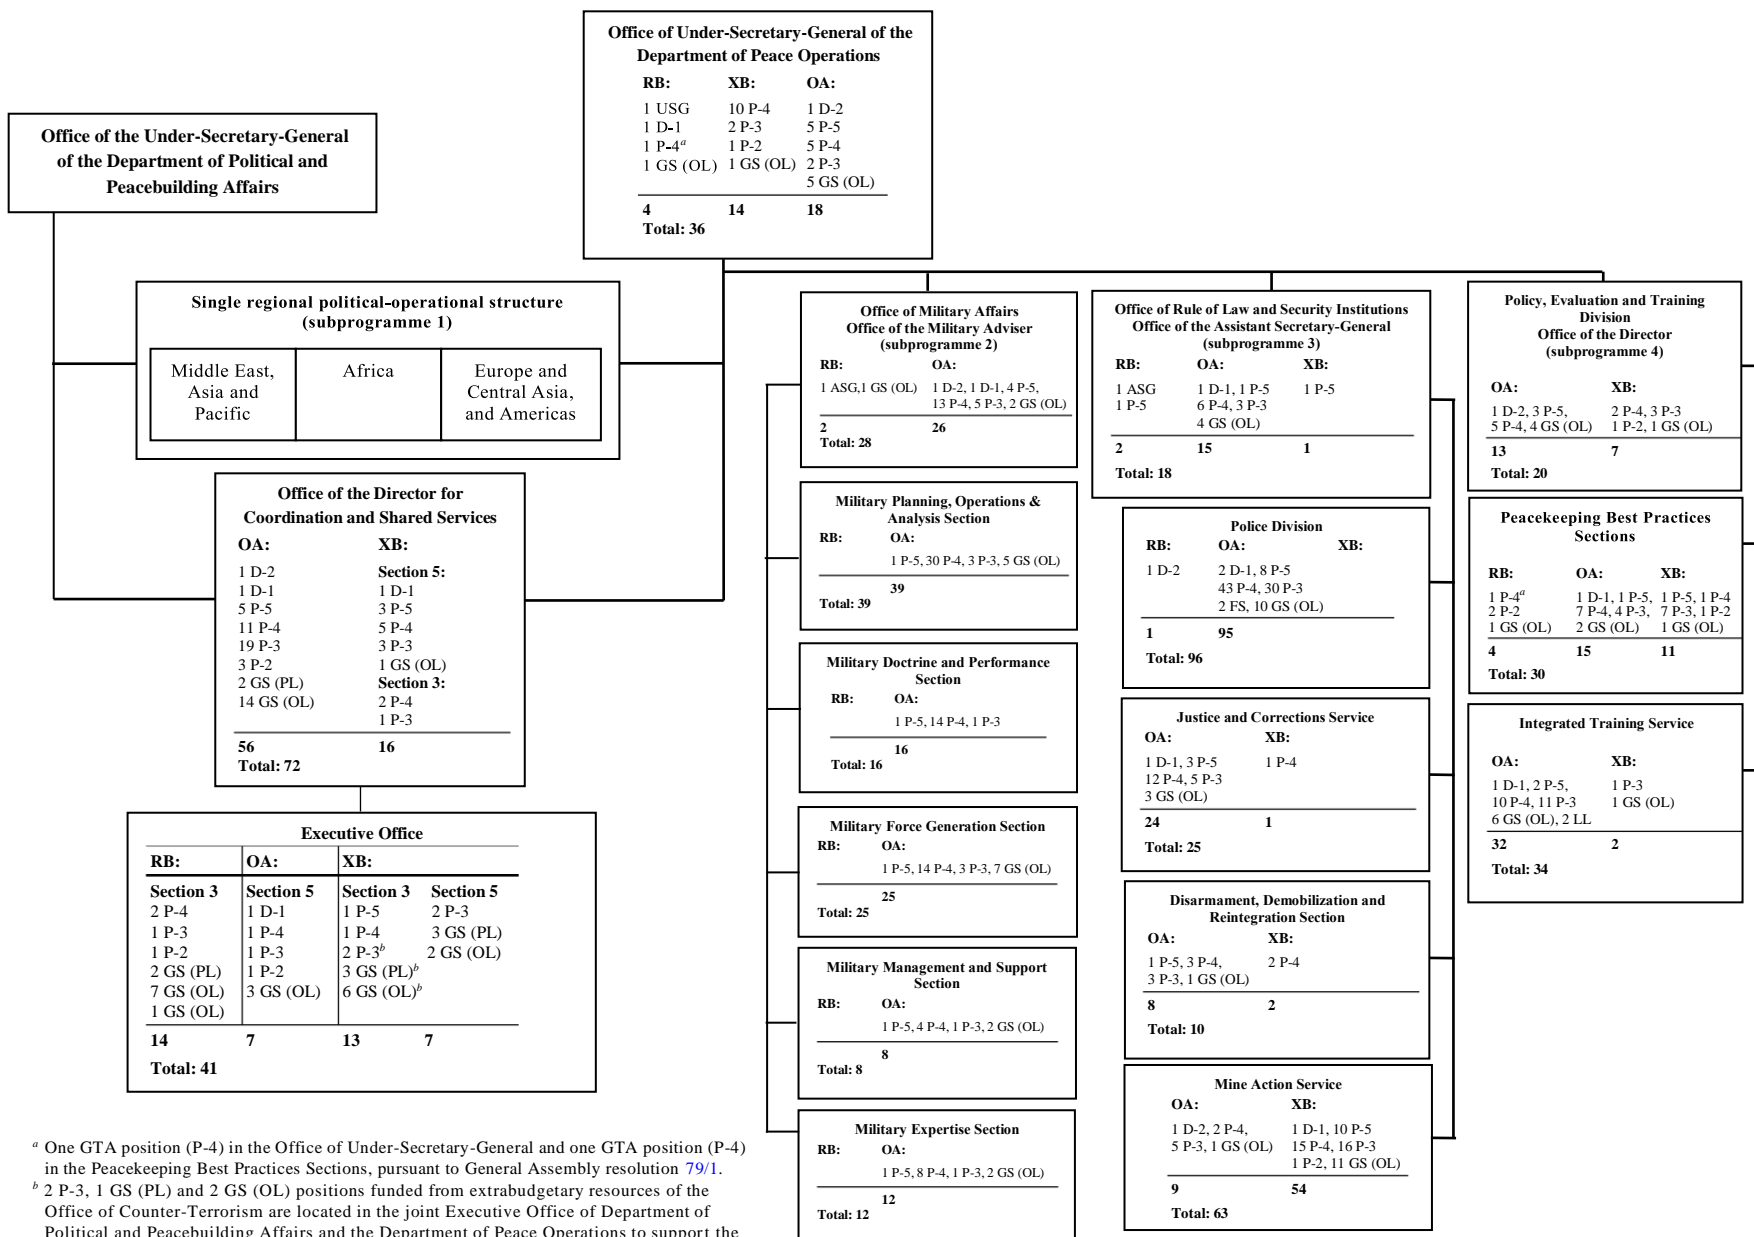 Office of Under-Secretary-General of the
Department of Peace Operations
RB: XB: OA:
1 USG 10 P-4 1 D-2
1 D-1 2 P-3 5 P-5
1 P-4a 1 P-2 5 P-4
1 GS (OL) 1 GS (OL) 2 P-3
5 GS (OL)
4 14 18
Total: 36
Office of the Under-Secretary-General
of the Department of Political and
Peacebuilding Affairs
Single regional political-operational structure
(subprogramme 1)
Middle East,
Asia and
Pacific
Africa
Europe and
Central Asia,
and Americas
Office of the Director for
Coordination and Shared Services
OA: XB:
1 D-2 Section 5:
1 D-1 1 D-1
5 P-5 3 P-5
11 P-4 5 P-4
19 P-3 3 P-3
3 P-2 1 GS (OL)
2 GS (PL) Section 3:
14 GS (OL) 2 P-4
1 P-3
56 16
Total: 72
Executive Office
RB: OA: XB:
Section 3 Section 5 Section 3 Section 5
2 P-4 1 D-1 1 P-5 2 P-3
1 P-3 1 P-4 1 P-4 3 GS (PL)
1 P-2 1 P-3 2 P-3b 2 GS (OL)
2 GS (PL) 1 P-2 3 GS (PL)b
7 GS (OL) 3 GS (OL) 6 GS (OL)b
1 GS (OL)
14 7 13 7
Total: 41
Office of Military Affairs
Office of the Military Adviser
(subprogramme 2)
RB: OA:
1 ASG,1 GS (OL) 1 D-2, 1 D-1, 4 P-5,
13 P-4, 5 P-3, 2 GS (OL)
2 26
Total: 28
Military Planning, Operations &
Analysis Section
RB: OA:
1 P-5, 30 P-4, 3 P-3, 5 GS (OL)
39
Total: 39
Military Doctrine and Performance
Section
RB: OA:
1 P-5, 14 P-4, 1 P-3
16
Total: 16
Military Force Generation Section
RB: OA:
1 P-5, 14 P-4, 3 P-3, 7 GS (OL)
25
Total: 25
Military Management and Support
Section
RB: OA:
1 P-5, 4 P-4, 1 P-3, 2 GS (OL)
8
Total: 8
Military Expertise Section
RB: OA:
1 P-5, 8 P-4, 1 P-3, 2 GS (OL)
12
Total: 12
Office of Rule of Law and Security Institutions
Office of the Assistant Secretary-General
(subprogramme 3)
RB: OA: XB:
1 ASG 1 D-1, 1 P-5 1 P-5
1 P-5 6 P-4, 3 P-3
4 GS (OL)
2 15 1
Total: 18
Police Division
RB: OA: XB:
1 D-2 2 D-1, 8 P-5
43 P-4, 30 P-3
2 FS, 10 GS (OL)
1 95
Total: 96
Justice and Corrections Service
OA: XB:
1 D-1, 3 P-5 1 P-4
12 P-4, 5 P-3
3 GS (OL)
24 1
Total: 25
Disarmament, Demobilization and
Reintegration Section
OA: XB:
1 P-5, 3 P-4, 2 P-4
3 P-3, 1 GS (OL)
8 2
Total: 10
Mine Action Service
OA: XB:
1 D-2, 2 P-4, 1 D-1, 10 P-5
5 P-3, 1 GS (OL) 15 P-4, 16 P-3
1 P-2, 11 GS (OL)
9 54
Total: 63
Policy, Evaluation and Training
Division
Office of the Director
(subprogramme 4)
OA: XB:
1 D-2, 3 P-5, 2 P-4, 3 P-3
5 P-4, 4 GS (OL) 1 P-2, 1 GS (OL)
13 7
Total: 20
Peacekeeping Best Practices
Sections
RB: OA: XB:
1 P-4a 1 D-1, 1 P-5, 1 P-5, 1 P-4
2 P-2 7 P-4, 4 P-3, 7 P-3, 1 P-2
1 GS (OL) 2 GS (OL) 1 GS (OL)
4 15 11
Total: 30
Integrated Training Service
OA: XB:
1 D-1, 2 P-5, 1 P-3
10 P-4, 11 P-3 1 GS (OL)
6 GS (OL), 2 LL
32 2
Total: 34
a One GTA position (P-4) in the Office of Under-Secretary-General and one GTA position (P-4)
in the Peacekeeping Best Practices Sections, pursuant to General Assembly resolution 79/1.
b 2 P-3, 1 GS (PL) and 2 GS (OL) positions funded from extrabudgetary resources of the
Office of Counter-Terrorism are located in the joint Executive Office of Department of
Political and Peacebuilding Affairs and the Department of Peace Operations to support the